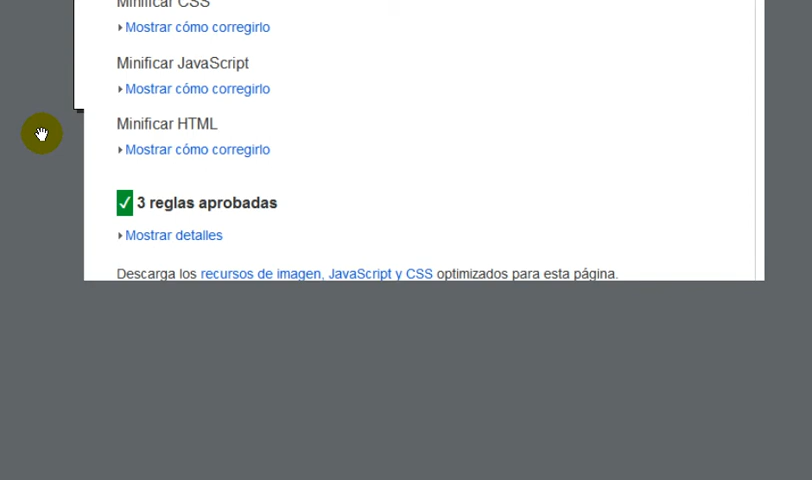 Minificar CSS
Mostrar cómo corregirlo
Minificar JavaScript
Mostrar cómo corregirlo
Minificar HTML
Mostrar cómo corregirlo
3 reglas aprobadas
Mostrar detalles
Descarga los recursos de imagen, JavaScript y CSS optimizados para esta página.